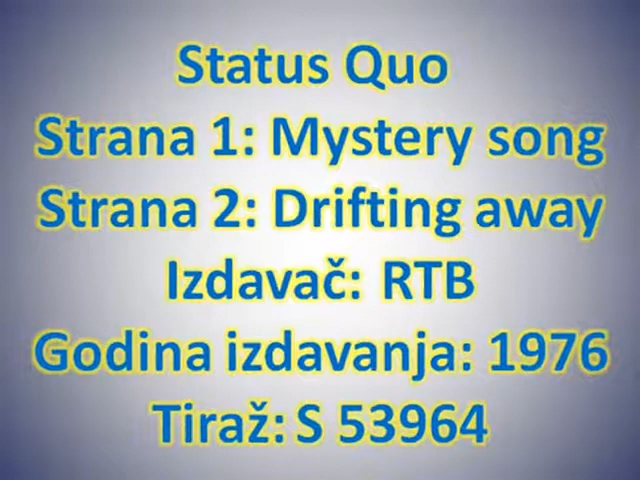 Status Quo
Strana 1: Mystery song
Strana 2: Drifting away
Izdavač: RTB
Godina izdavanja: 1976
Tiraž: S 53964